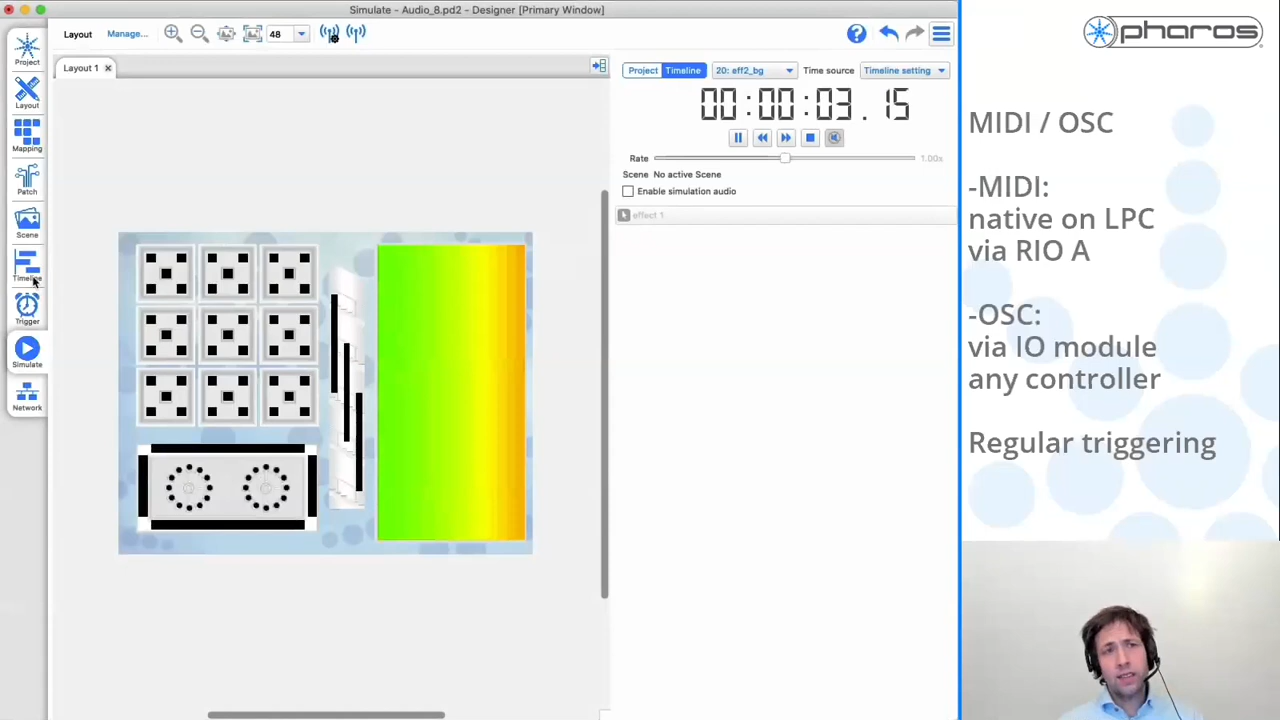 Simulate - Audio_8.pd2 - Designer [Primary Window]
Project
Layout
Mapping
Patch
Scene
Timeline
Trigger
Simulate
Network
Layout
Manage...
48
Layout 1
Project
Timeline
20: eff2_bg
Time source
Timeline setting
00:00:03.15
Rate
1.00x
Scene No active Scene
Enable simulation audio
effect 1
pharos
MIDI / OSC
-MIDI:
native on LPC
via RIO A
-OSC:
via IO module
any controller
Regular triggering